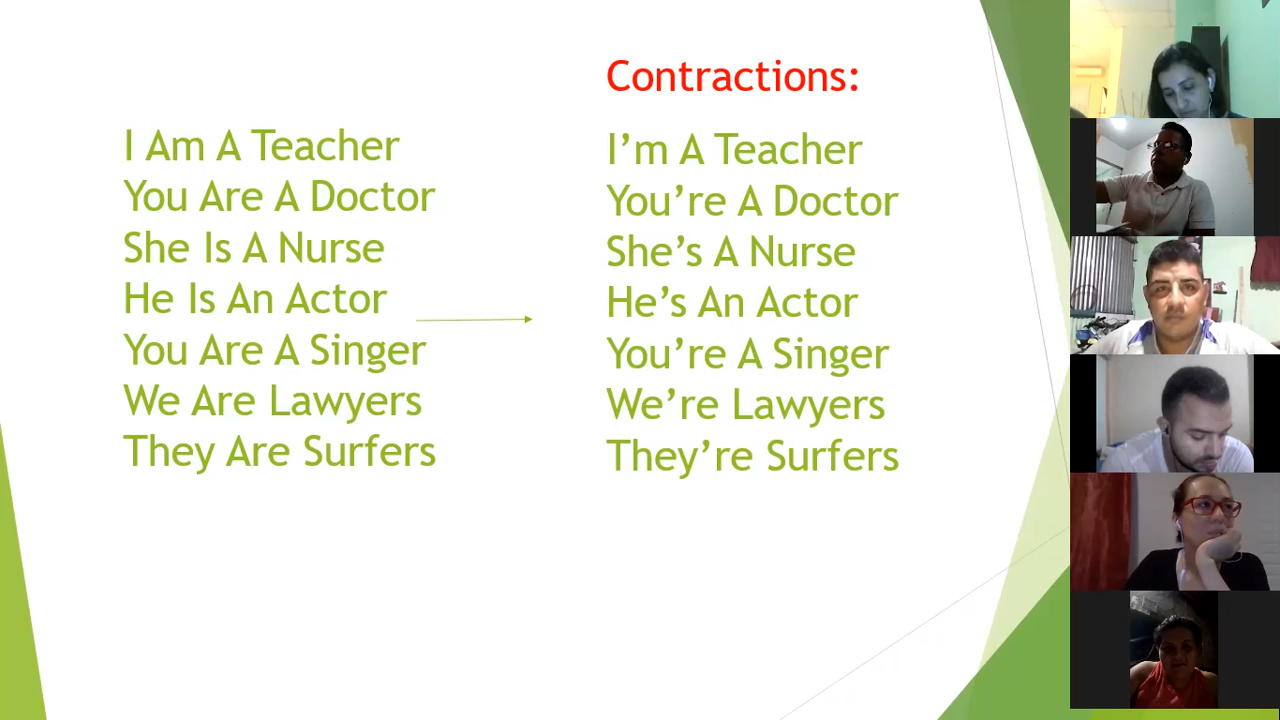 Contractions:
I Am A Teacher
You Are A Doctor
She Is A Nurse
He Is An Actor
You Are A Singer
We Are Lawyers
They Are Surfers
I’m A Teacher
You’re A Doctor
She’s A Nurse
He’s An Actor
You’re A Singer
We’re Lawyers
They’re Surfers